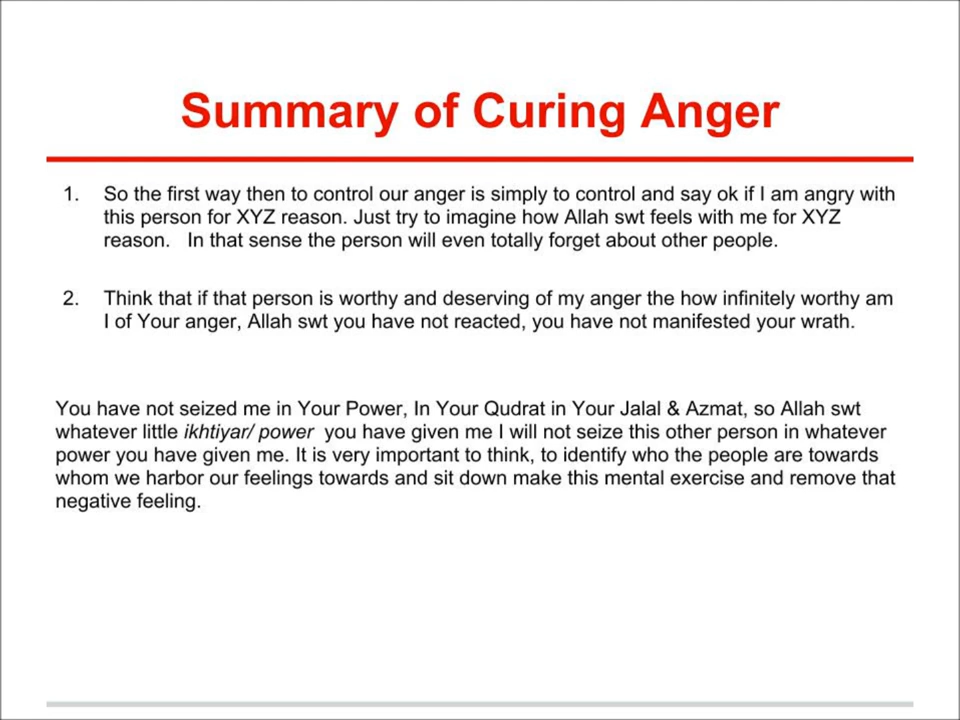 Summary of Curing Anger
1. So the first way then to control our anger is simply to control and say ok if I am angry with
this person for XYZ reason. Just try to imagine how Allah swt feels with me for XYZ
reason. In that sense the person will even totally forget about other people.
2. Think that if that person is worthy and deserving of my anger the how infinitely worthy am
I of Your anger, Allah swt you have not reacted, you have not manifested your wrath.
You have not seized me in Your Power, In Your Qudrat in Your Jalal & Azmat, so Allah swt
whatever little ikhtiyar/ power you have given me I will not seize this other person in whatever
power you have given me. It is very important to think, to identify who the people are towards
whom we harbor our feelings towards and sit down make this mental exercise and remove that
negative feeling.